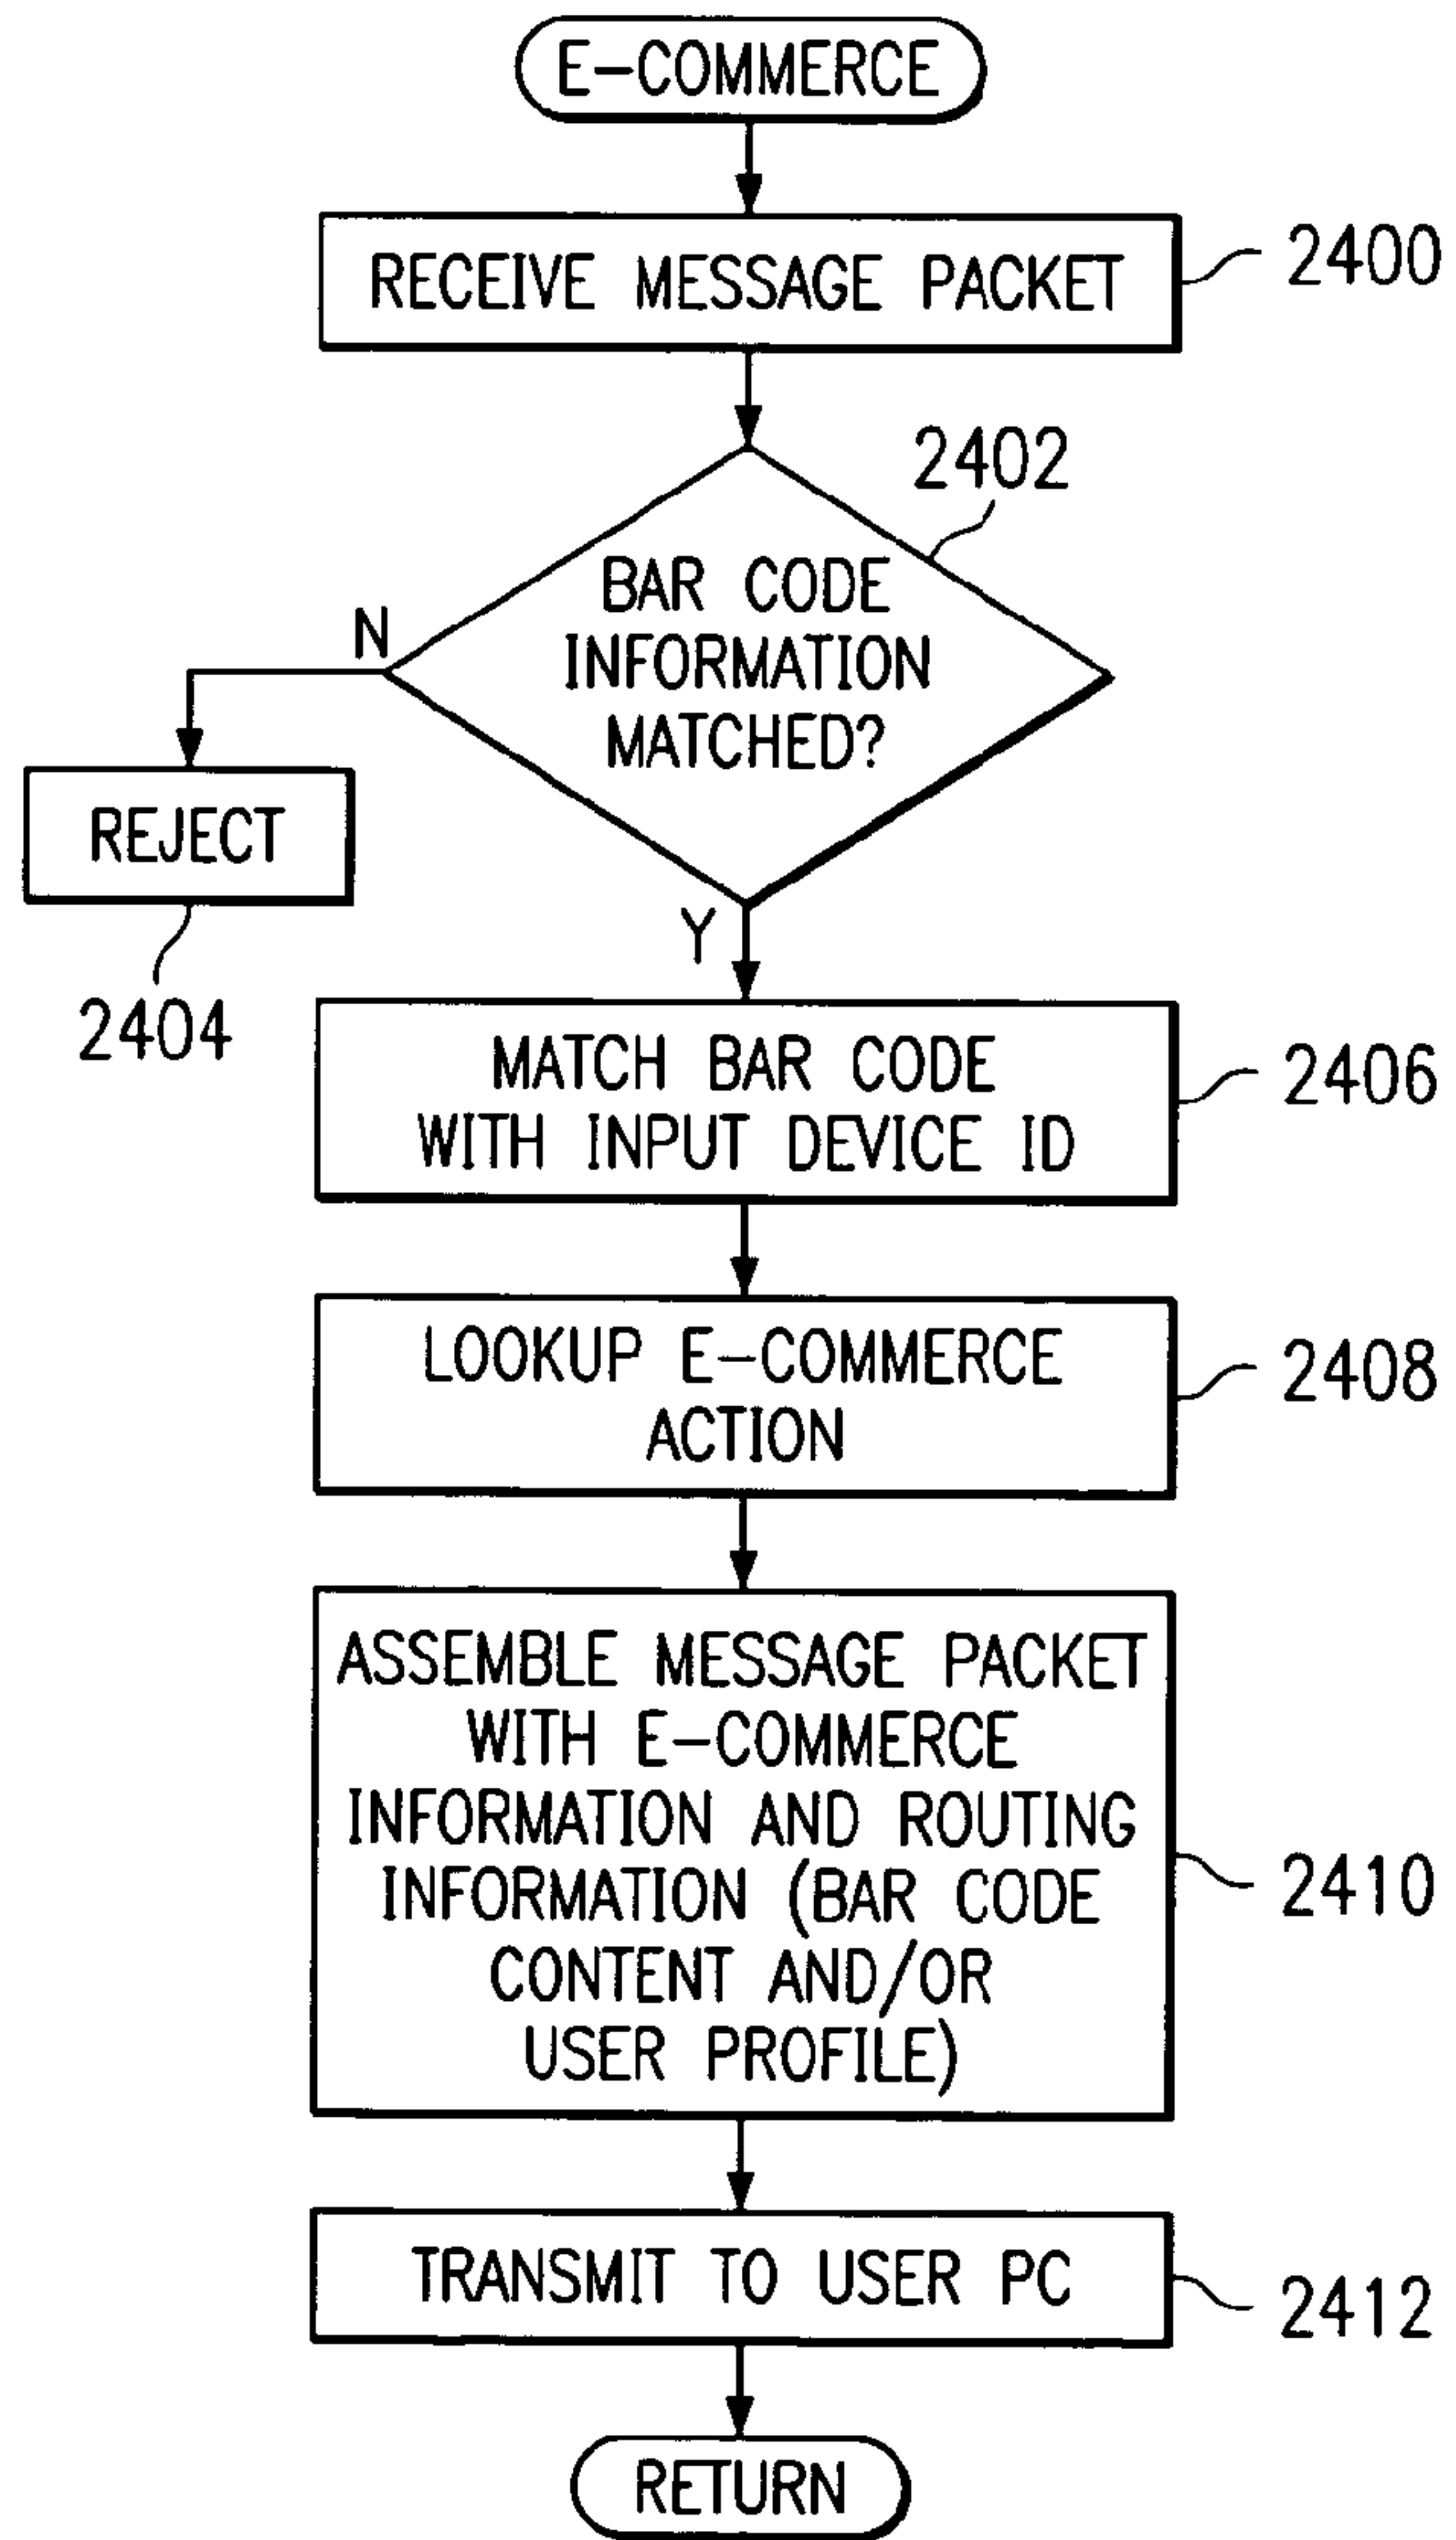 E-COMMERCE
RECEIVE MESSAGE PACKET
2400
2402
BAR CODE
INFORMATION
MATCHED?
N
REJECT
2404
Y
MATCH BAR CODE
WITH INPUT DEVICE ID
2406
LOOKUP E-COMMERCE
ACTION
2408
ASSEMBLE MESSAGE PACKET
WITH E-COMMERCE
INFORMATION AND ROUTING
INFORMATION (BAR CODE
CONTENT AND/OR
USER PROFILE)
2410
TRANSMIT TO USER PC
2412
RETURN